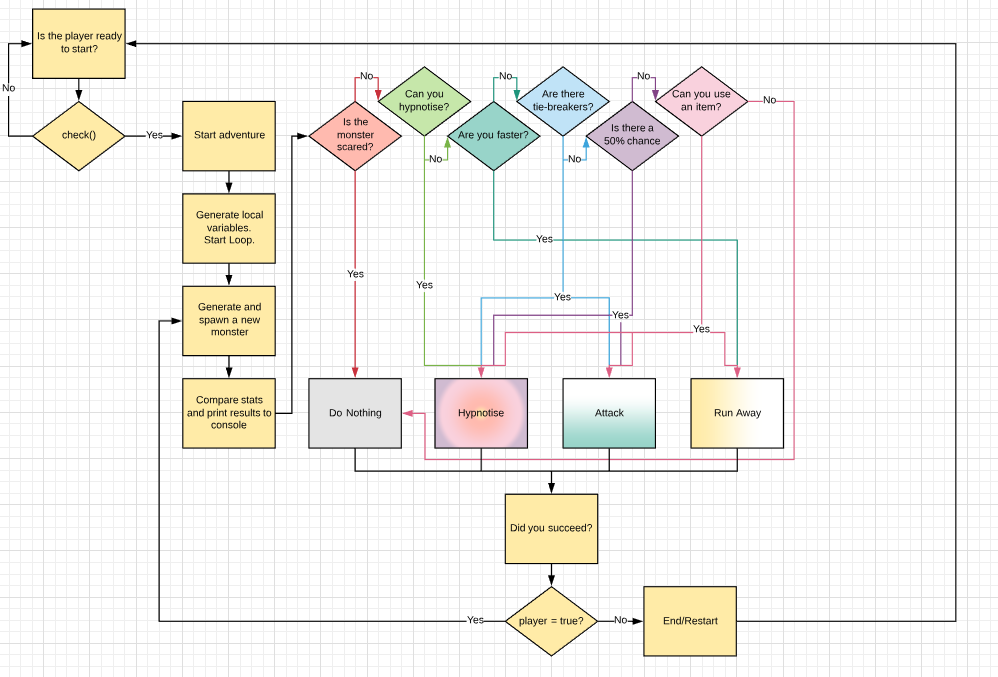 Is the player ready
to start?
No
check()
Yes
Start adventure
Generate local
variables.
Start Loop.
Generate and
spawn a new
monster
Compare stats
and print results to
console
Is the
monster
scared?
No
Can you
hypnotise?
No
Are you faster?
No
Are there
tie-breakers?
No
Is there a
50% chance
No
Can you use
an item?
No
Yes
Yes
Yes
Yes
Yes
Yes
Do Nothing
Hypnotise
Attack
Run Away
Did you succeed?
Yes
player = true?
No
End/Restart